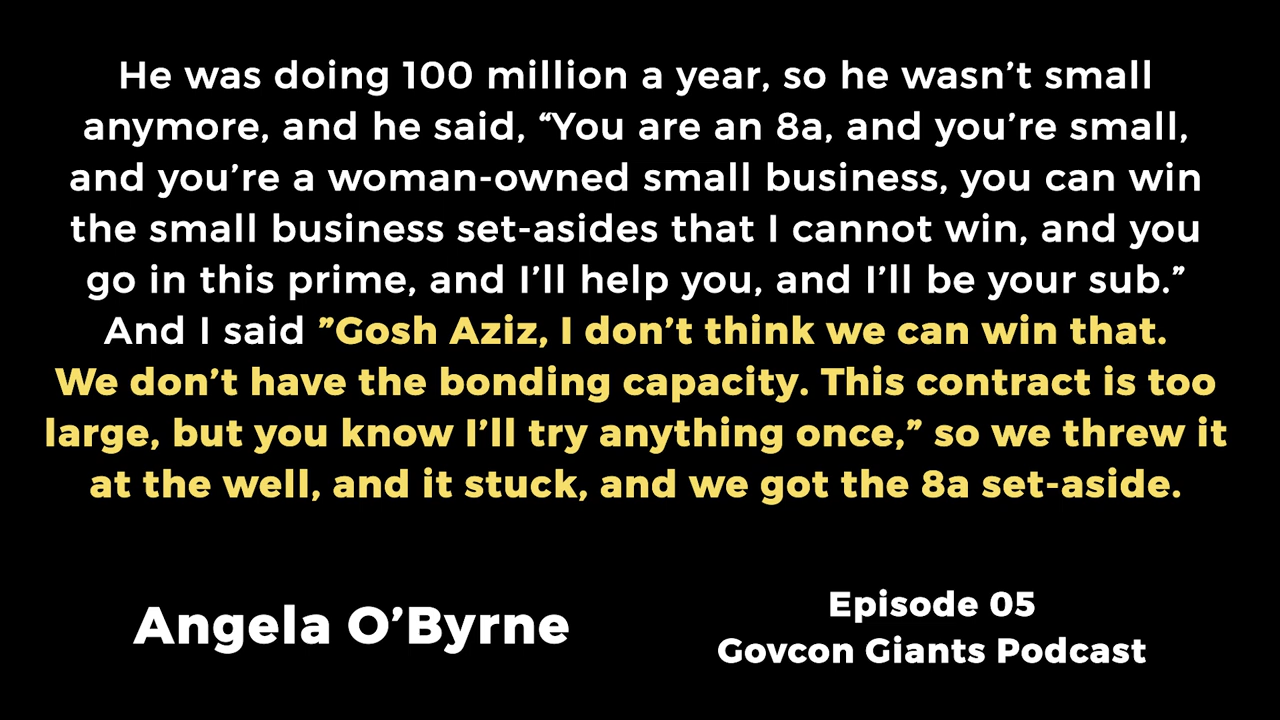 He was doing 100 million a year, so he wasn’t small
anymore, and he said, “You are an 8a, and you’re small,
and you’re a woman-owned small business, you can win
the small business set-asides that I cannot win, and you
go in this prime, and I’ll help you, and I’ll be your sub.”
And I said ”Gosh Aziz, I don’t think we can win that.
We don’t have the bonding capacity. This contract is too
large, but you know I’ll try anything once,” so we threw it
at the well, and it stuck, and we got the 8a set-aside.
Angela O’Byrne
Episode 05
Govcon Giants Podcast